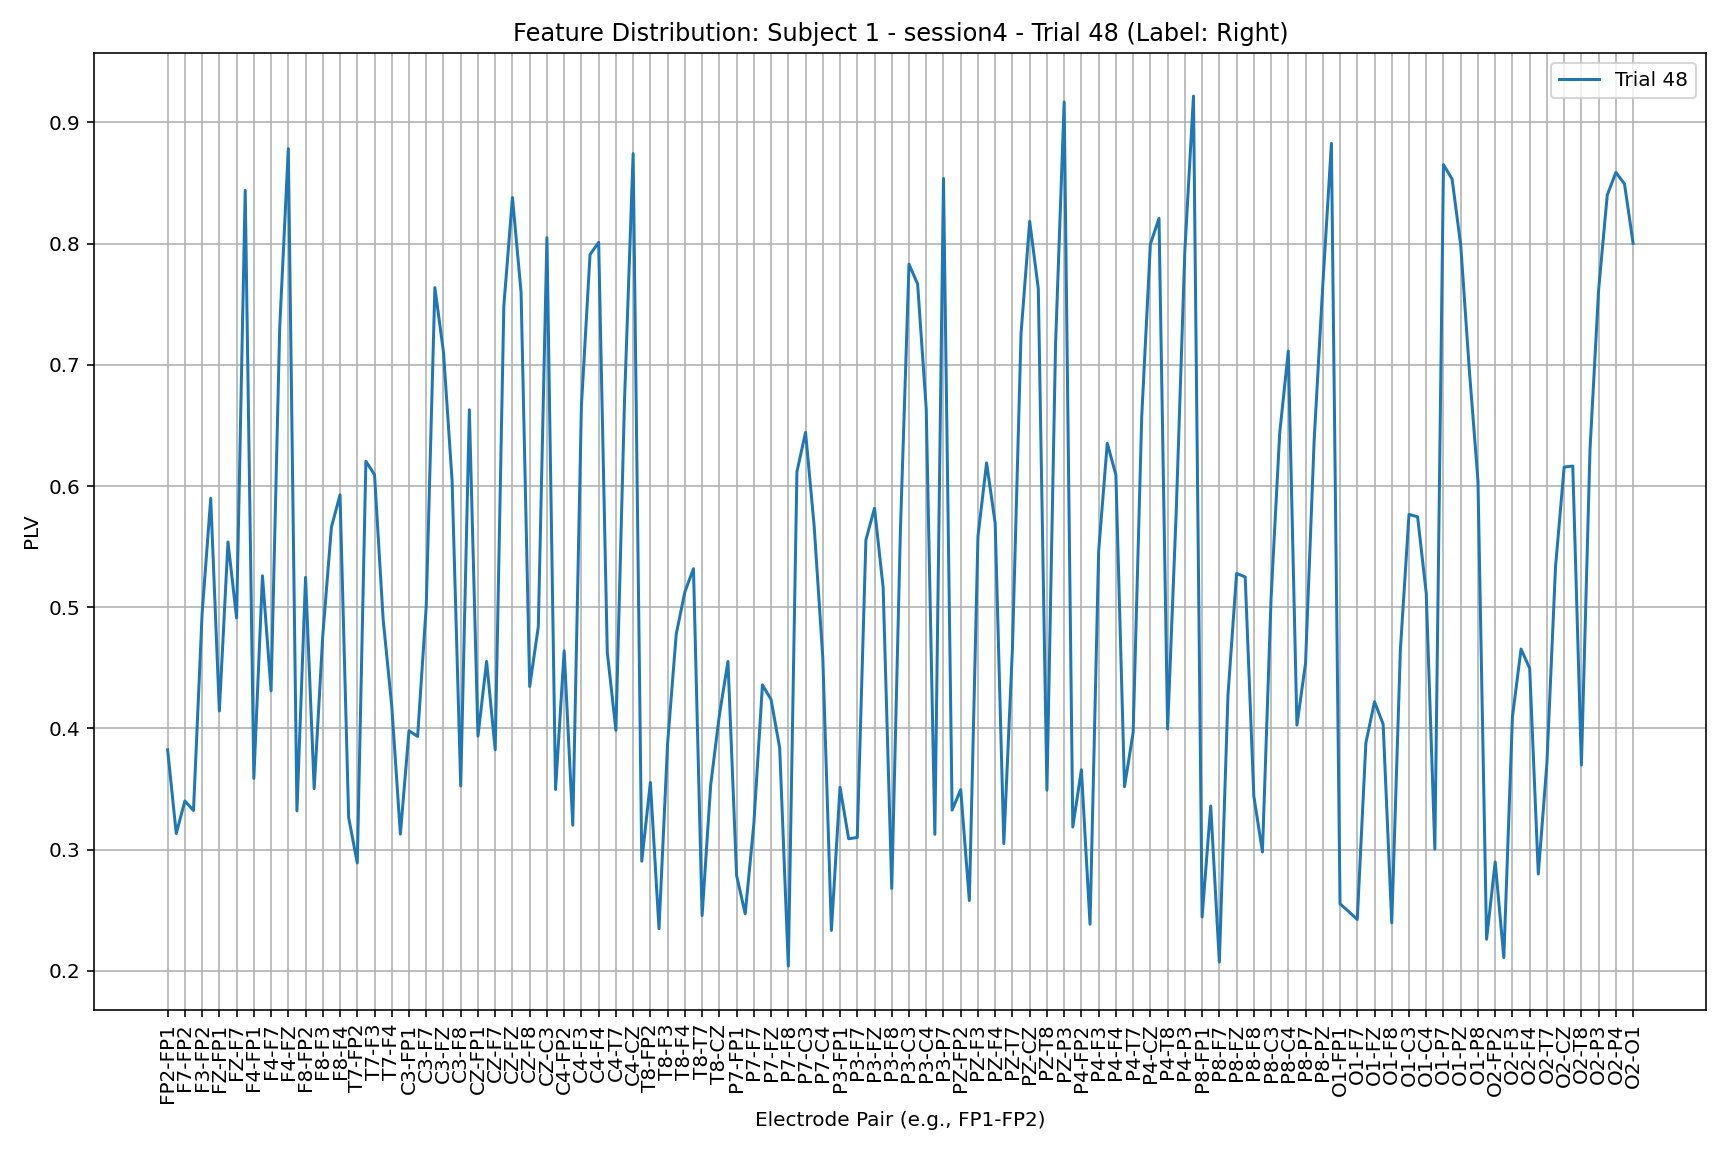 Feature Distribution: Subject 1 - session4 - Trial 48 (Label: Right)
Trial 48
PLV
0.9
0.8
0.7
0.6
0.5
0.4
0.3
0.2
FP2-FP1
F7-FP2
F3-FP2
FZ-FP1
FZ-F7
F4-FP1
F4-F7
F4-FZ
F8-FP2
F8-F3
F8-F4
T7-FP2
T7-F3
T7-F4
C3-FP1
C3-F7
C3-FZ
C3-F8
CZ-FP1
CZ-F7
CZ-FZ
CZ-F8
CZ-C3
C4-FP2
C4-F3
C4-F4
C4-T7
C4-CZ
T8-FP2
T8-F3
T8-F4
T8-T7
T8-CZ
P7-FP1
P7-F7
P7-FZ
P7-F8
P7-C3
P7-C4
P3-FP1
P3-F7
P3-FZ
P3-F8
P3-C3
P3-C4
P3-P7
PZ-FP2
PZ-F3
PZ-F4
PZ-T7
PZ-CZ
PZ-T8
PZ-P3
P4-FP2
P4-F3
P4-F4
P4-T7
P4-CZ
P4-T8
P4-P3
P8-FP1
P8-F7
P8-FZ
P8-F8
P8-C3
P8-C4
P8-P7
P8-PZ
O1-FP1
O1-F7
O1-FZ
O1-F8
O1-C3
O1-C4
O1-P7
O1-PZ
O1-P8
O2-FP2
O2-F3
O2-F4
O2-T7
O2-CZ
O2-T8
O2-P3
O2-P4
O2-O1
Electrode Pair (e.g., FP1-FP2)